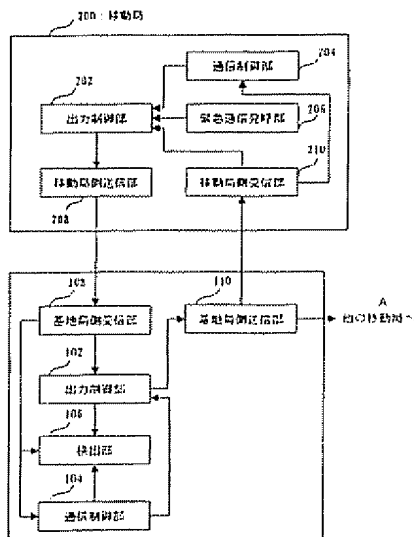 200:移動局
204
通信制御部
202
206
出力制御部
緊急通信発呼部
210
移動局側送信部
移動局側受信部
208
108
110
A
基地局側受信部
基地局側送信部
他の移動局へ
102
出力制御部
106
検出部
104
通信制御部